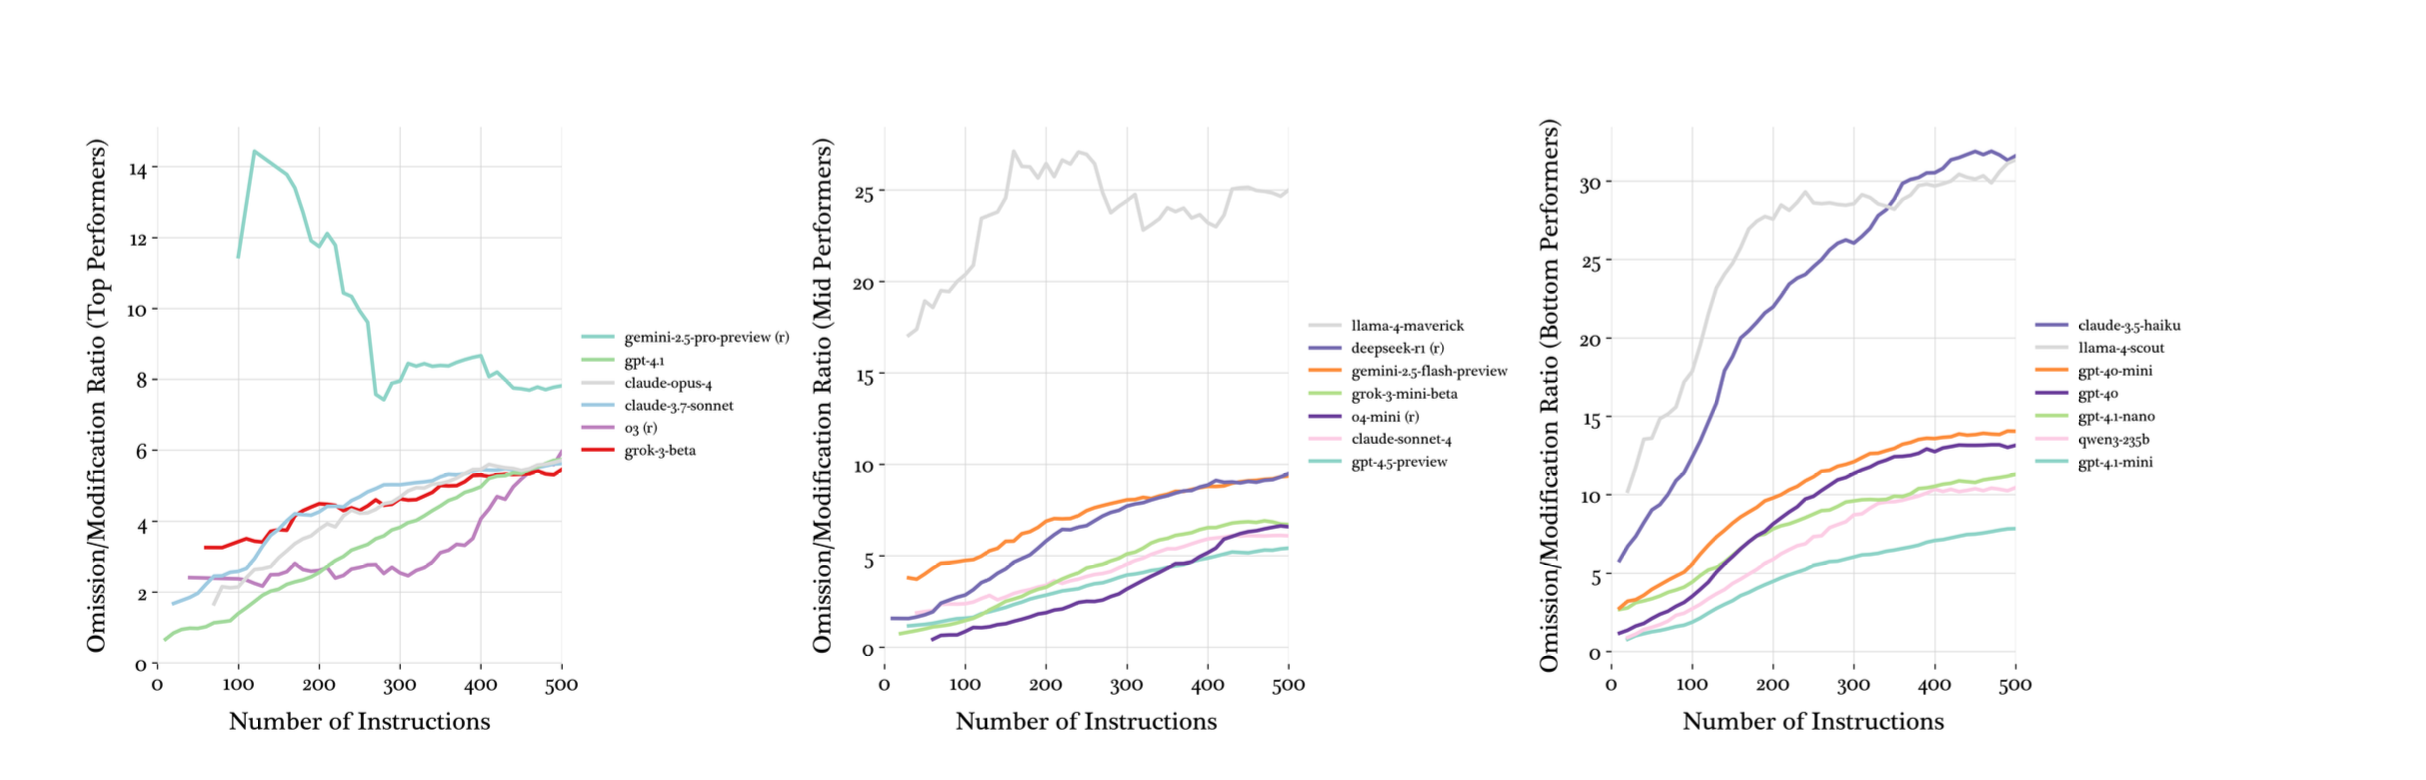 Omission/Modification Ratio (Top Performers)
14
12
10
8
6
4
2
0
0 100 200 300 400 500
Number of Instructions
gemini-2.5-pro-preview (r)
gpt-4.1
claude-opus-4
claude-3.7-sonnet
o3 (r)
grok-3-beta
Omission/Modification Ratio (Mid Performers)
25
20
15
10
5
0
0 100 200 300 400 500
Number of Instructions
llama-4-maverick
deepseek-r1 (r)
gemini-2.5-flash-preview
grok-3-mini-beta
o4-mini (r)
claude-sonnet-4
gpt-4.5-preview
Omission/Modification Ratio (Bottom Performers)
30
25
20
15
10
5
0
0 100 200 300 400 500
Number of Instructions
claude-3.5-haiku
llama-4-scout
gpt-4o-mini
gpt-4o
gpt-4.1-nano
qwen3-235b
gpt-4.1-mini